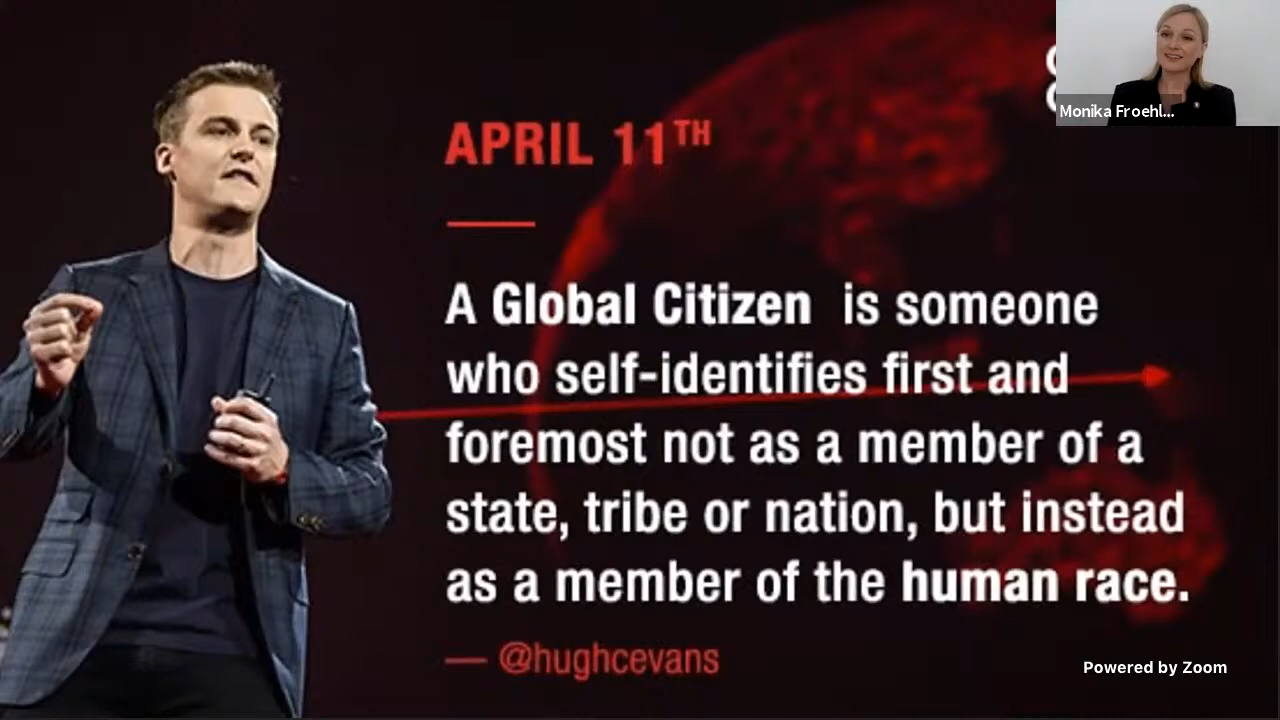 Monika Froehl...
APRIL 11TH
A Global Citizen is someone
who self-identifies first and
foremost not as a member of a
state, tribe or nation, but instead
as a member of the human race.
— @hughcevans
Powered by Zoom